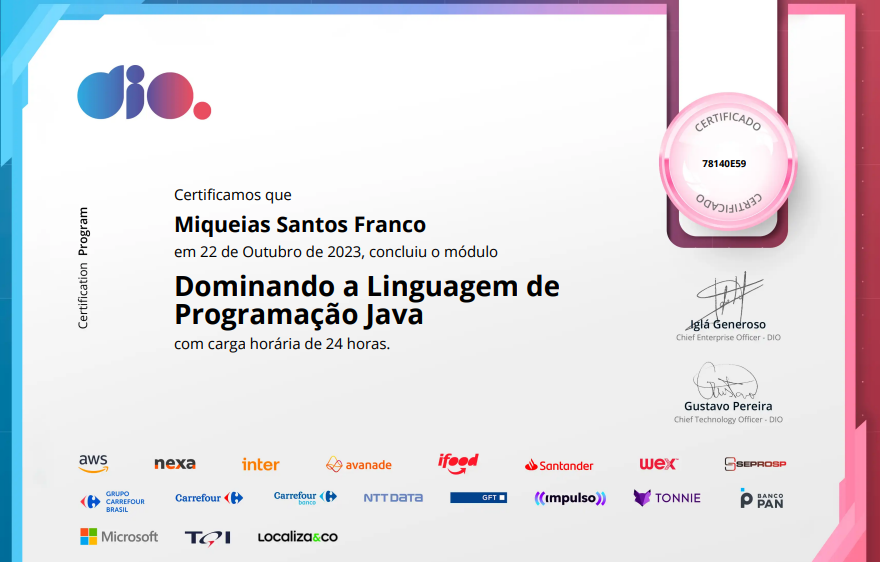 dio.
CERTIFICADO
78140E59
CERTIFICADO
Certification Program
Certificamos que
Miqueias Santos Franco
em 22 de Outubro de 2023, concluiu o módulo
Dominando a Linguagem de
Programação Java
com carga horária de 24 horas.
Iglá Generoso
Chief Enterprise Officer - DIO
Gustavo Pereira
Chief Technology Officer - DIO
aws nexa inter avanade ifood Santander wex SEPROSP
GRUPO
CARREFOUR
BRASIL
Carrefour
Carrefour
banco
NTT DATA
GFT
impulso
TONNIE
BANCO
PAN
Microsoft TQI Localiza&co